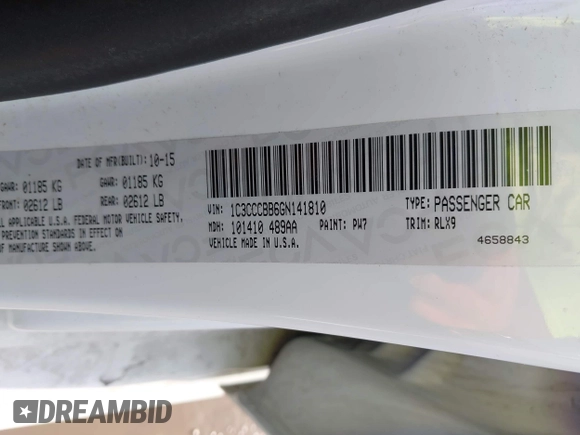 DATE OF MFR(BUILT): 10-15
GAWR: 01185 KG GAWR: 01185 KG
FRONT: 02612 LB REAR: 02612 LB
ALL APPLICABLE U.S.A. FEDERAL MOTOR VEHICLE SAFETY,
PREVENTION STANDARDS IN EFFECT ON
OF MANUFACTURE SHOWN ABOVE.
VIN: 1C3CCCBB6GN141810 TYPE: PASSENGER CAR
MDH: 101410 489AA PAINT: PW7 TRIM: RLX9
VEHICLE MADE IN U.S.A.
4658843
DREAMBID